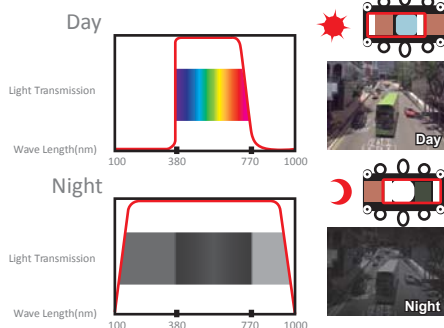 Day
Light Transmission
Wave Length(nm)
100 380 770 1000
Day
Night
Light Transmission
Wave Length(nm)
100 380 770 1000
Night